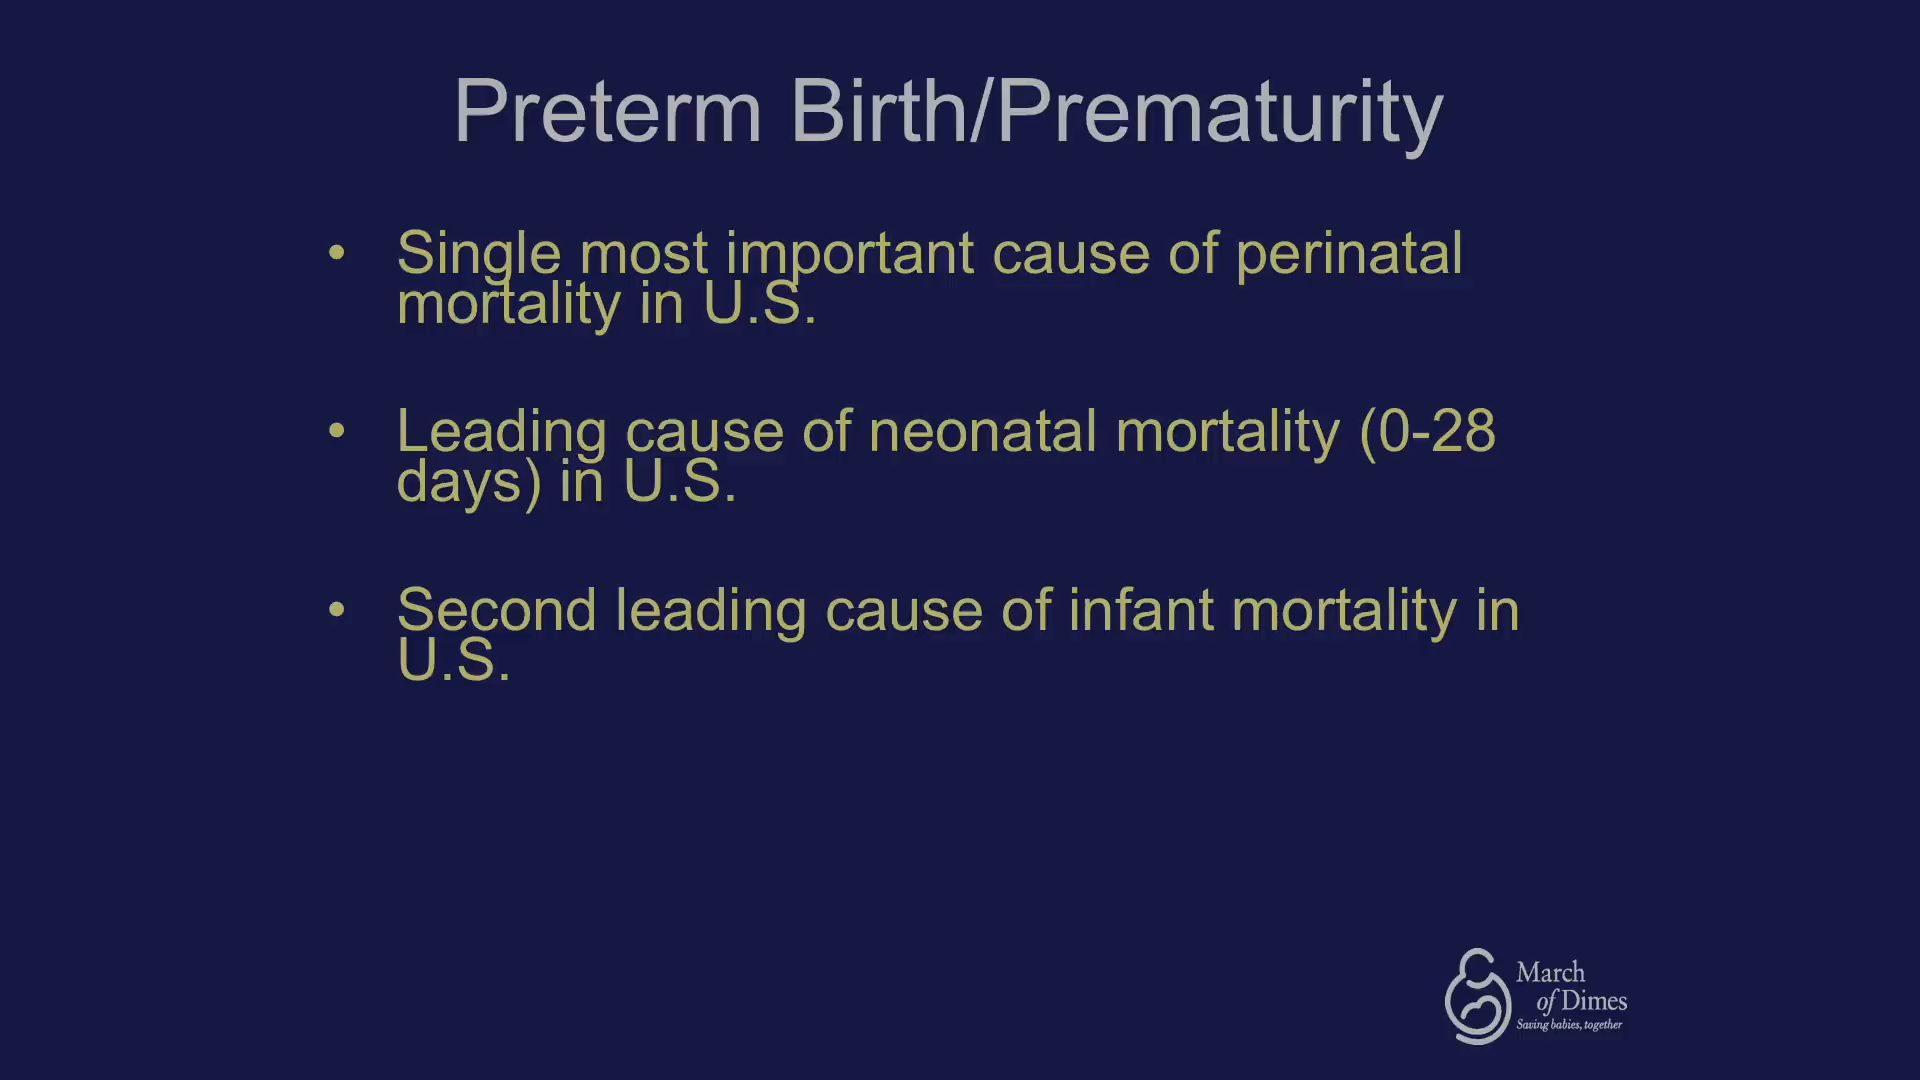 Preterm Birth/Prematurity
• Single most important cause of perinatal
mortality in U.S.
• Leading cause of neonatal mortality (0-28
days) in U.S.
• Second leading cause of infant mortality in
U.S.
March
of Dimes
Saving babies, together